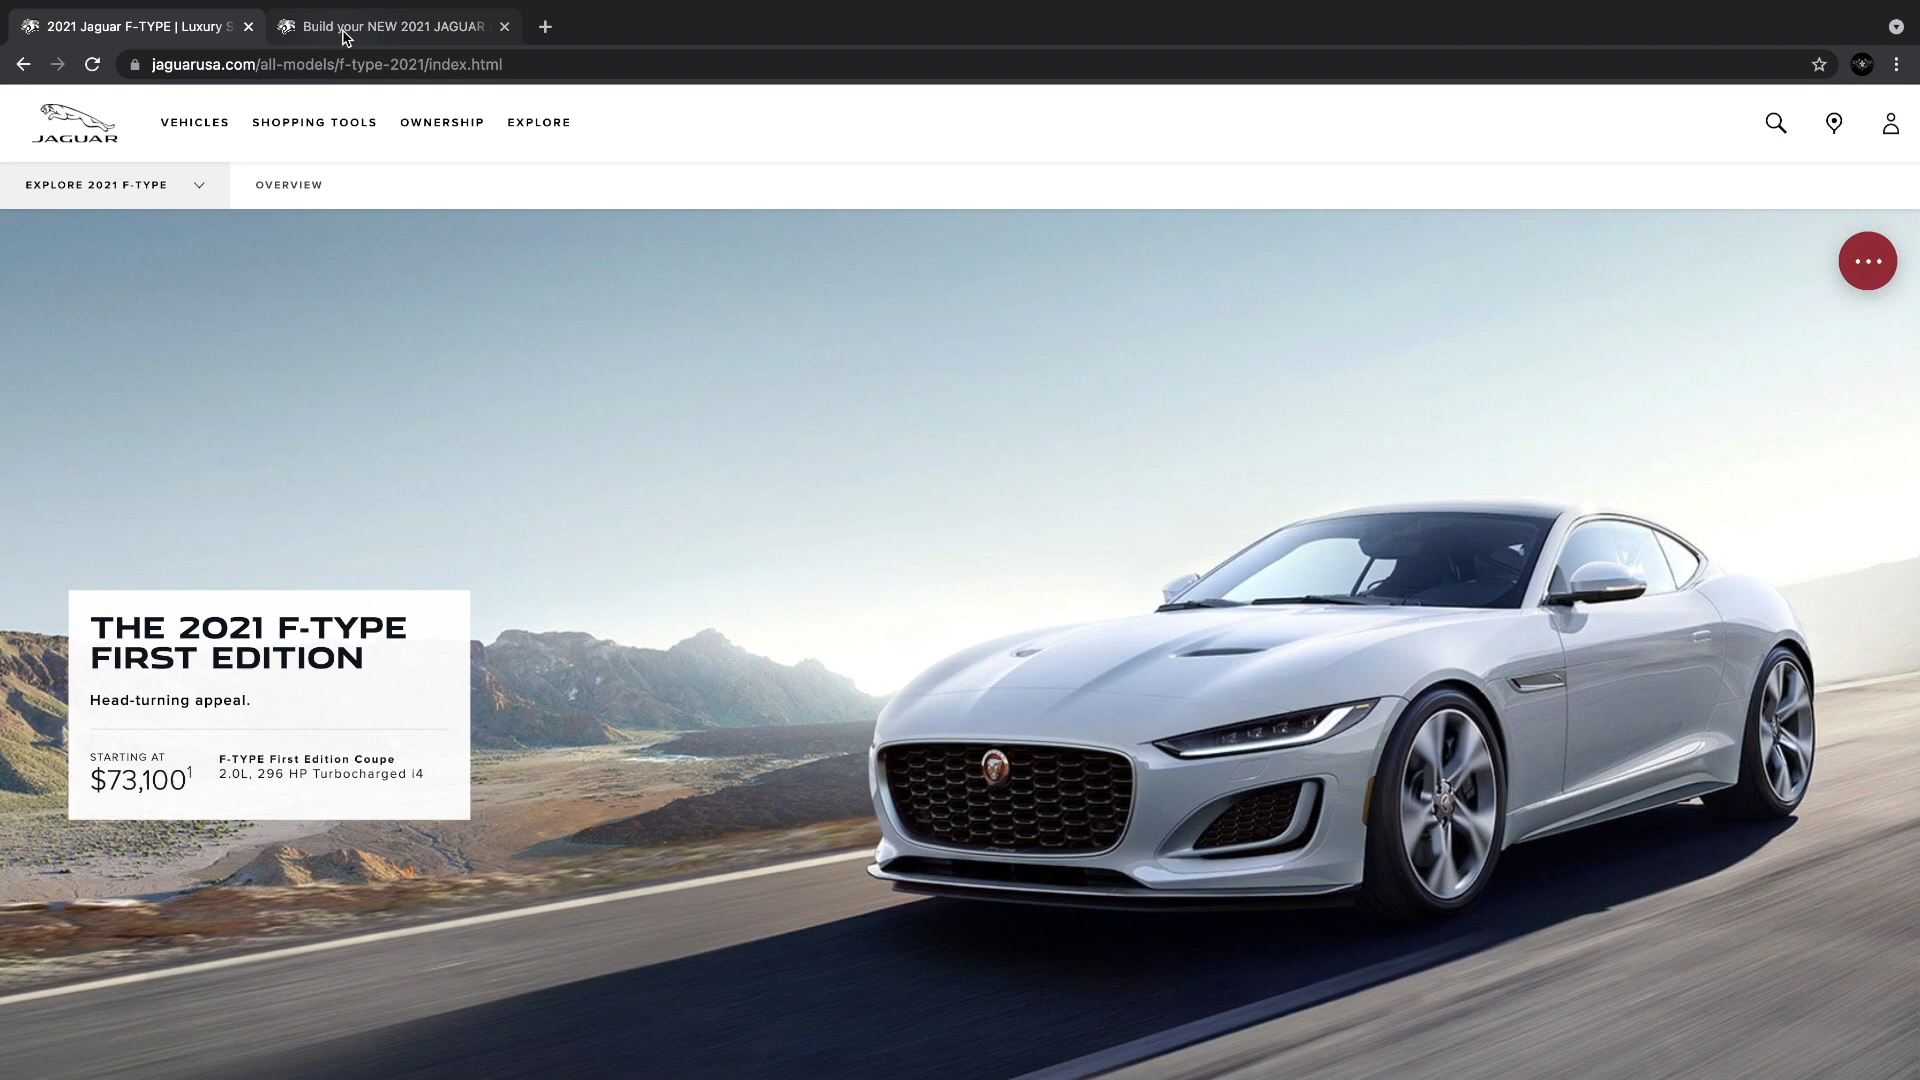 2021 Jaguar F-TYPE | Luxury S
Build your NEW 2021 JAGUAR
jaguarusa.com/all-models/f-type-2021/index.html
JAGUAR
VEHICLES
SHOPPING TOOLS
OWNERSHIP
EXPLORE
EXPLORE 2021 F-TYPE
OVERVIEW
THE 2021 F-TYPE
FIRST EDITION
Head-turning appeal.
STARTING AT
$73,100¹
F-TYPE First Edition Coupe
2.0L, 296 HP Turbocharged i4